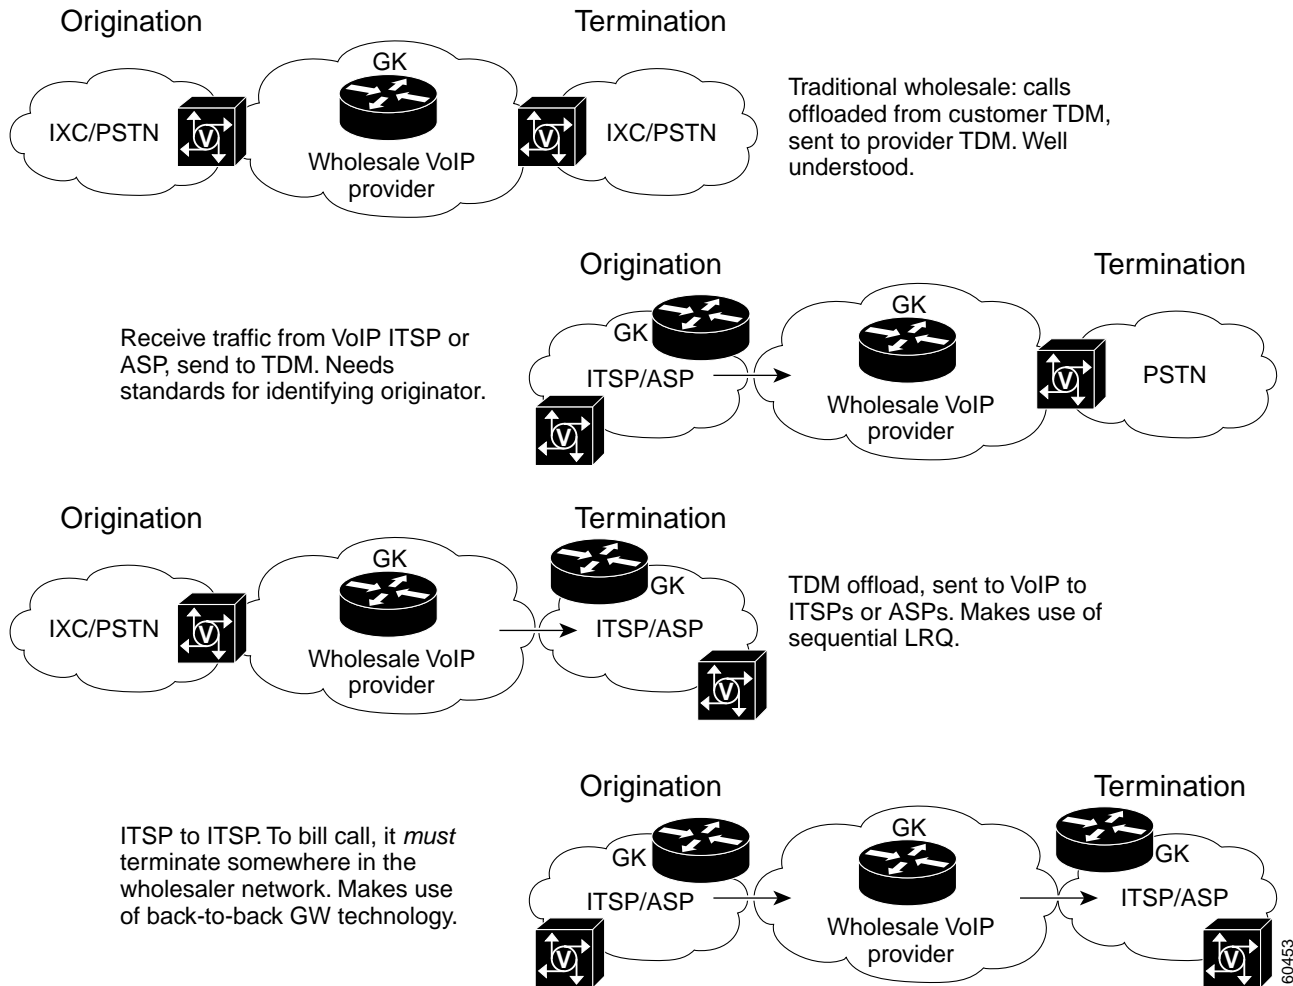 Origination
Termination
GK
IXC/PSTN
V
Wholesale VoIP
provider
V
IXC/PSTN
Traditional wholesale: calls
offloaded from customer TDM,
sent to provider TDM. Well
understood.
Receive traffic from VoIP ITSP or
ASP, send to TDM. Needs
standards for identifying originator.
Origination
Termination
GK
ITSP/ASP
V
GK
Wholesale VoIP
provider
V
PSTN
Origination
Termination
IXC/PSTN
V
GK
Wholesale VoIP
provider
GK
ITSP/ASP
V
TDM offload, sent to VoIP to
ITSPs or ASPs. Makes use of
sequential LRQ.
ITSP to ITSP. To bill call, it must
terminate somewhere in the
wholesaler network. Makes use
of back-to-back GW technology.
Origination
Termination
GK
ITSP/ASP
V
GK
Wholesale VoIP
provider
GK
ITSP/ASP
V
60453